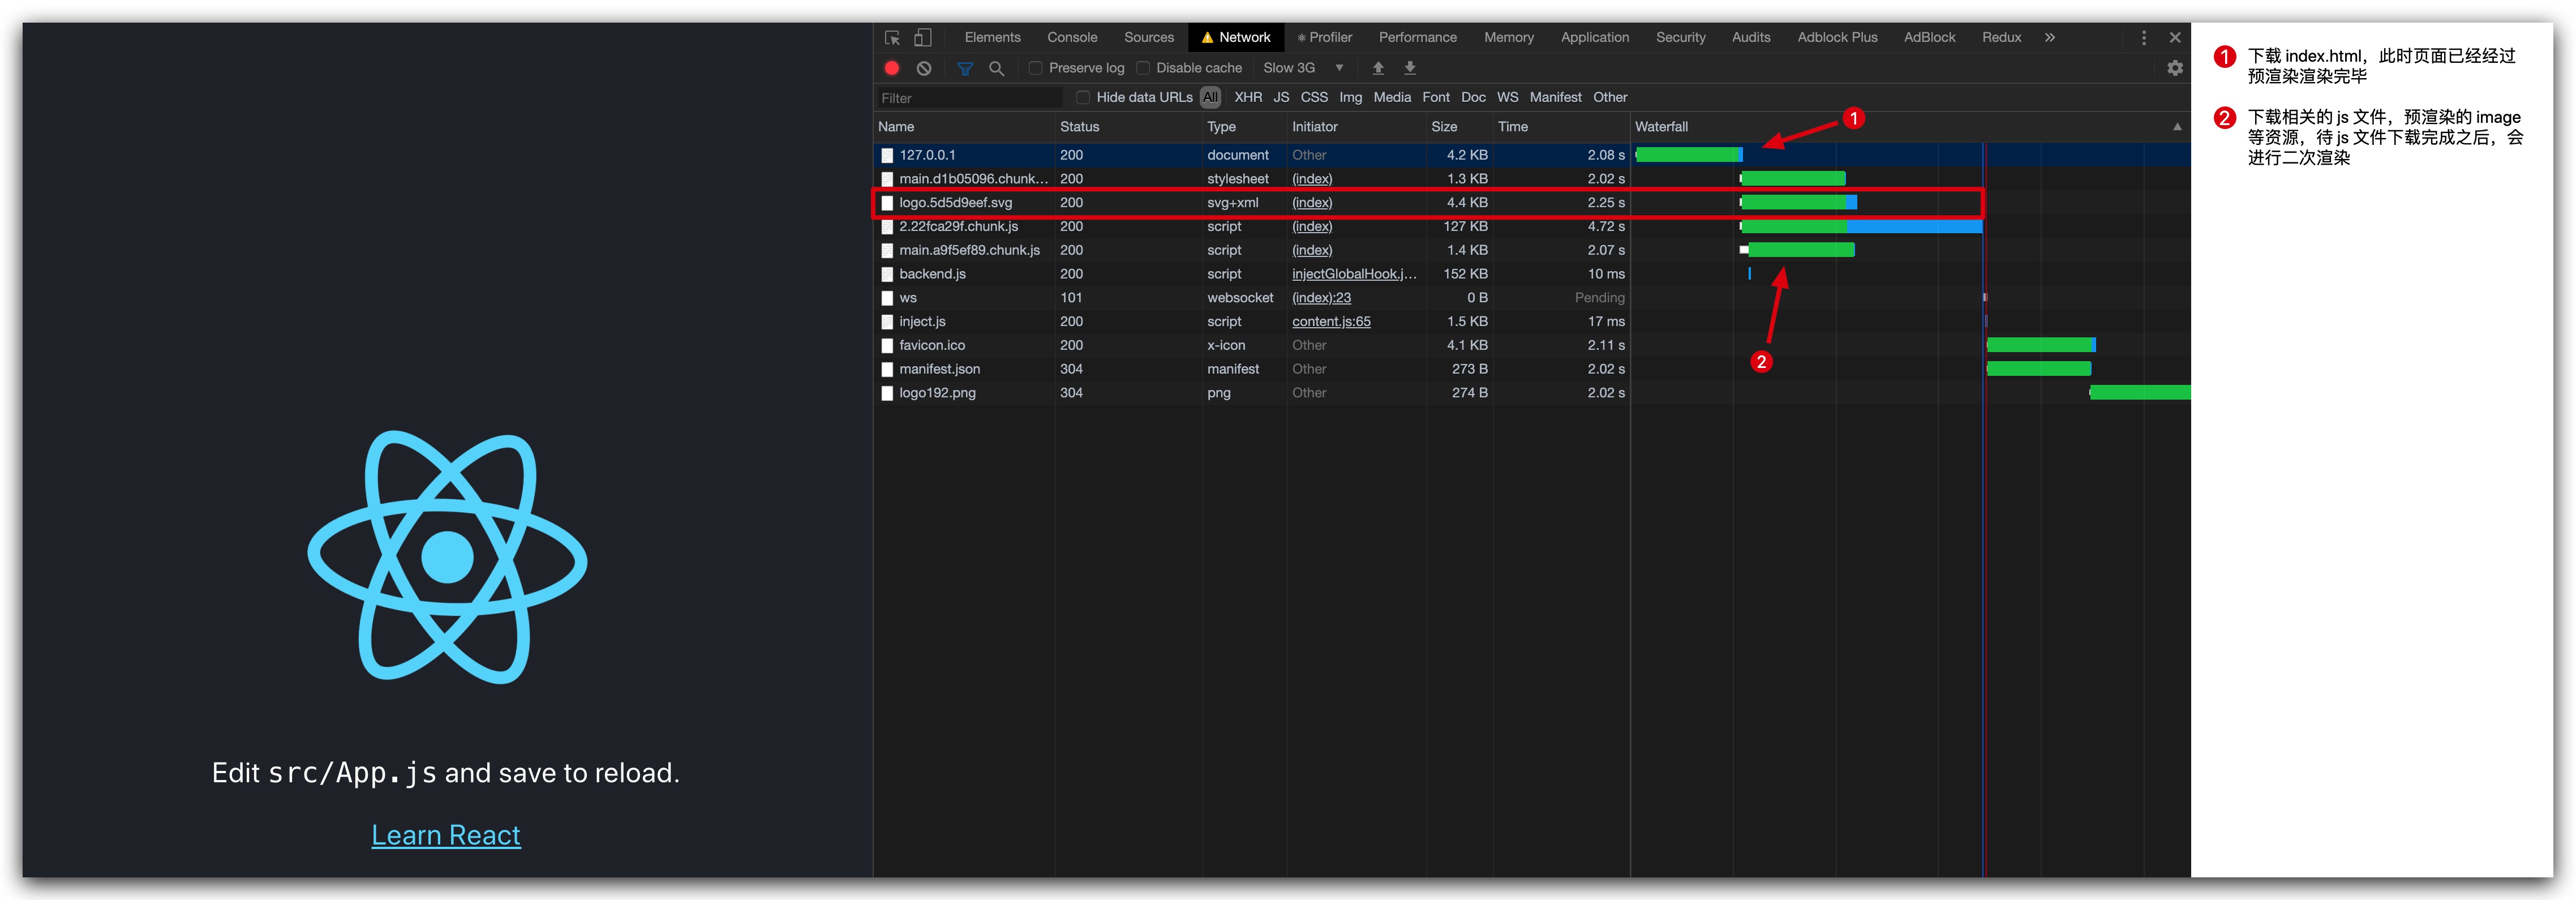 Elements Console Sources Network Profiler Performance Memory Application Security Audits Adblock Plus AdBlock Redux »
Preserve log Disable cache Slow 3G
Filter Hide data URLs All XHR JS CSS Img Media Font Doc WS Manifest Other
Name Status Type Initiator Size Time Waterfall
127.0.0.1 200 document Other 4.2 KB 2.08 s
main.d1b05096.chunk... 200 stylesheet (index) 1.3 KB 2.02 s
logo.5d5d9eef.svg 200 svg+xml (index) 4.4 KB 2.25 s
2.22fca29f.chunk.js 200 script (index) 127 KB 4.72 s
main.a9f5ef89.chunk.js 200 script (index) 1.4 KB 2.07 s
backend.js 200 script injectGlobalHook.j... 152 KB 10 ms
ws 101 websocket (index):23 0 B Pending
inject.js 200 script content.js:65 1.5 KB 17 ms
favicon.ico 200 x-icon Other 4.1 KB 2.11 s
manifest.json 304 manifest Other 273 B 2.02 s
logo192.png 304 png Other 274 B 2.02 s
1
2
Edit src/App.js and save to reload.
Learn React
1 下载 index.html，此时页面已经经过
预渲染渲染完毕
2 下载相关的 js 文件，预渲染的 image
等资源，待 js 文件下载完成之后，会
进行二次渲染